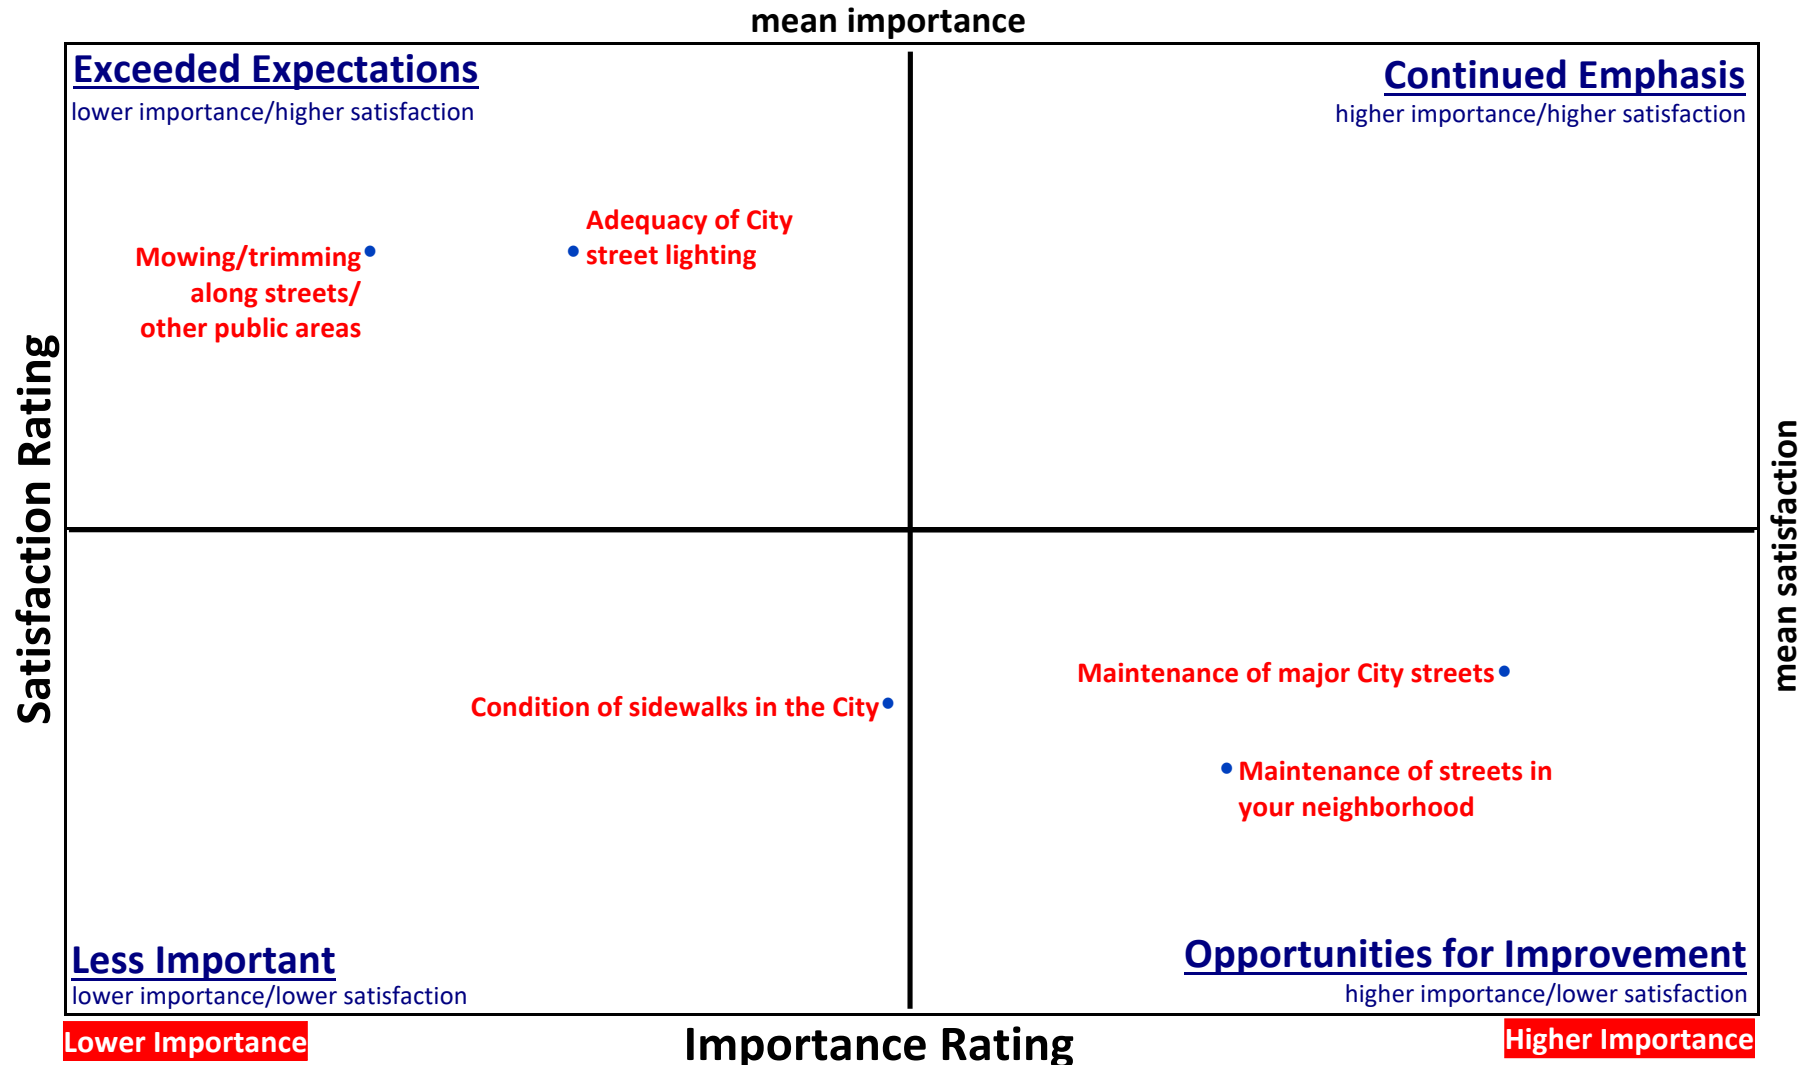 mean importance
Exceeded Expectations
lower importance/higher satisfaction
Continued Emphasis
higher importance/higher satisfaction
Adequacy of City
street lighting
Mowing/trimming
along streets/
other public areas
Satisfaction Rating
mean satisfaction
Maintenance of major City streets
Condition of sidewalks in the City
Maintenance of streets in
your neighborhood
Less Important
lower importance/lower satisfaction
Opportunities for Improvement
higher importance/lower satisfaction
Lower Importance
Importance Rating
Higher Importance